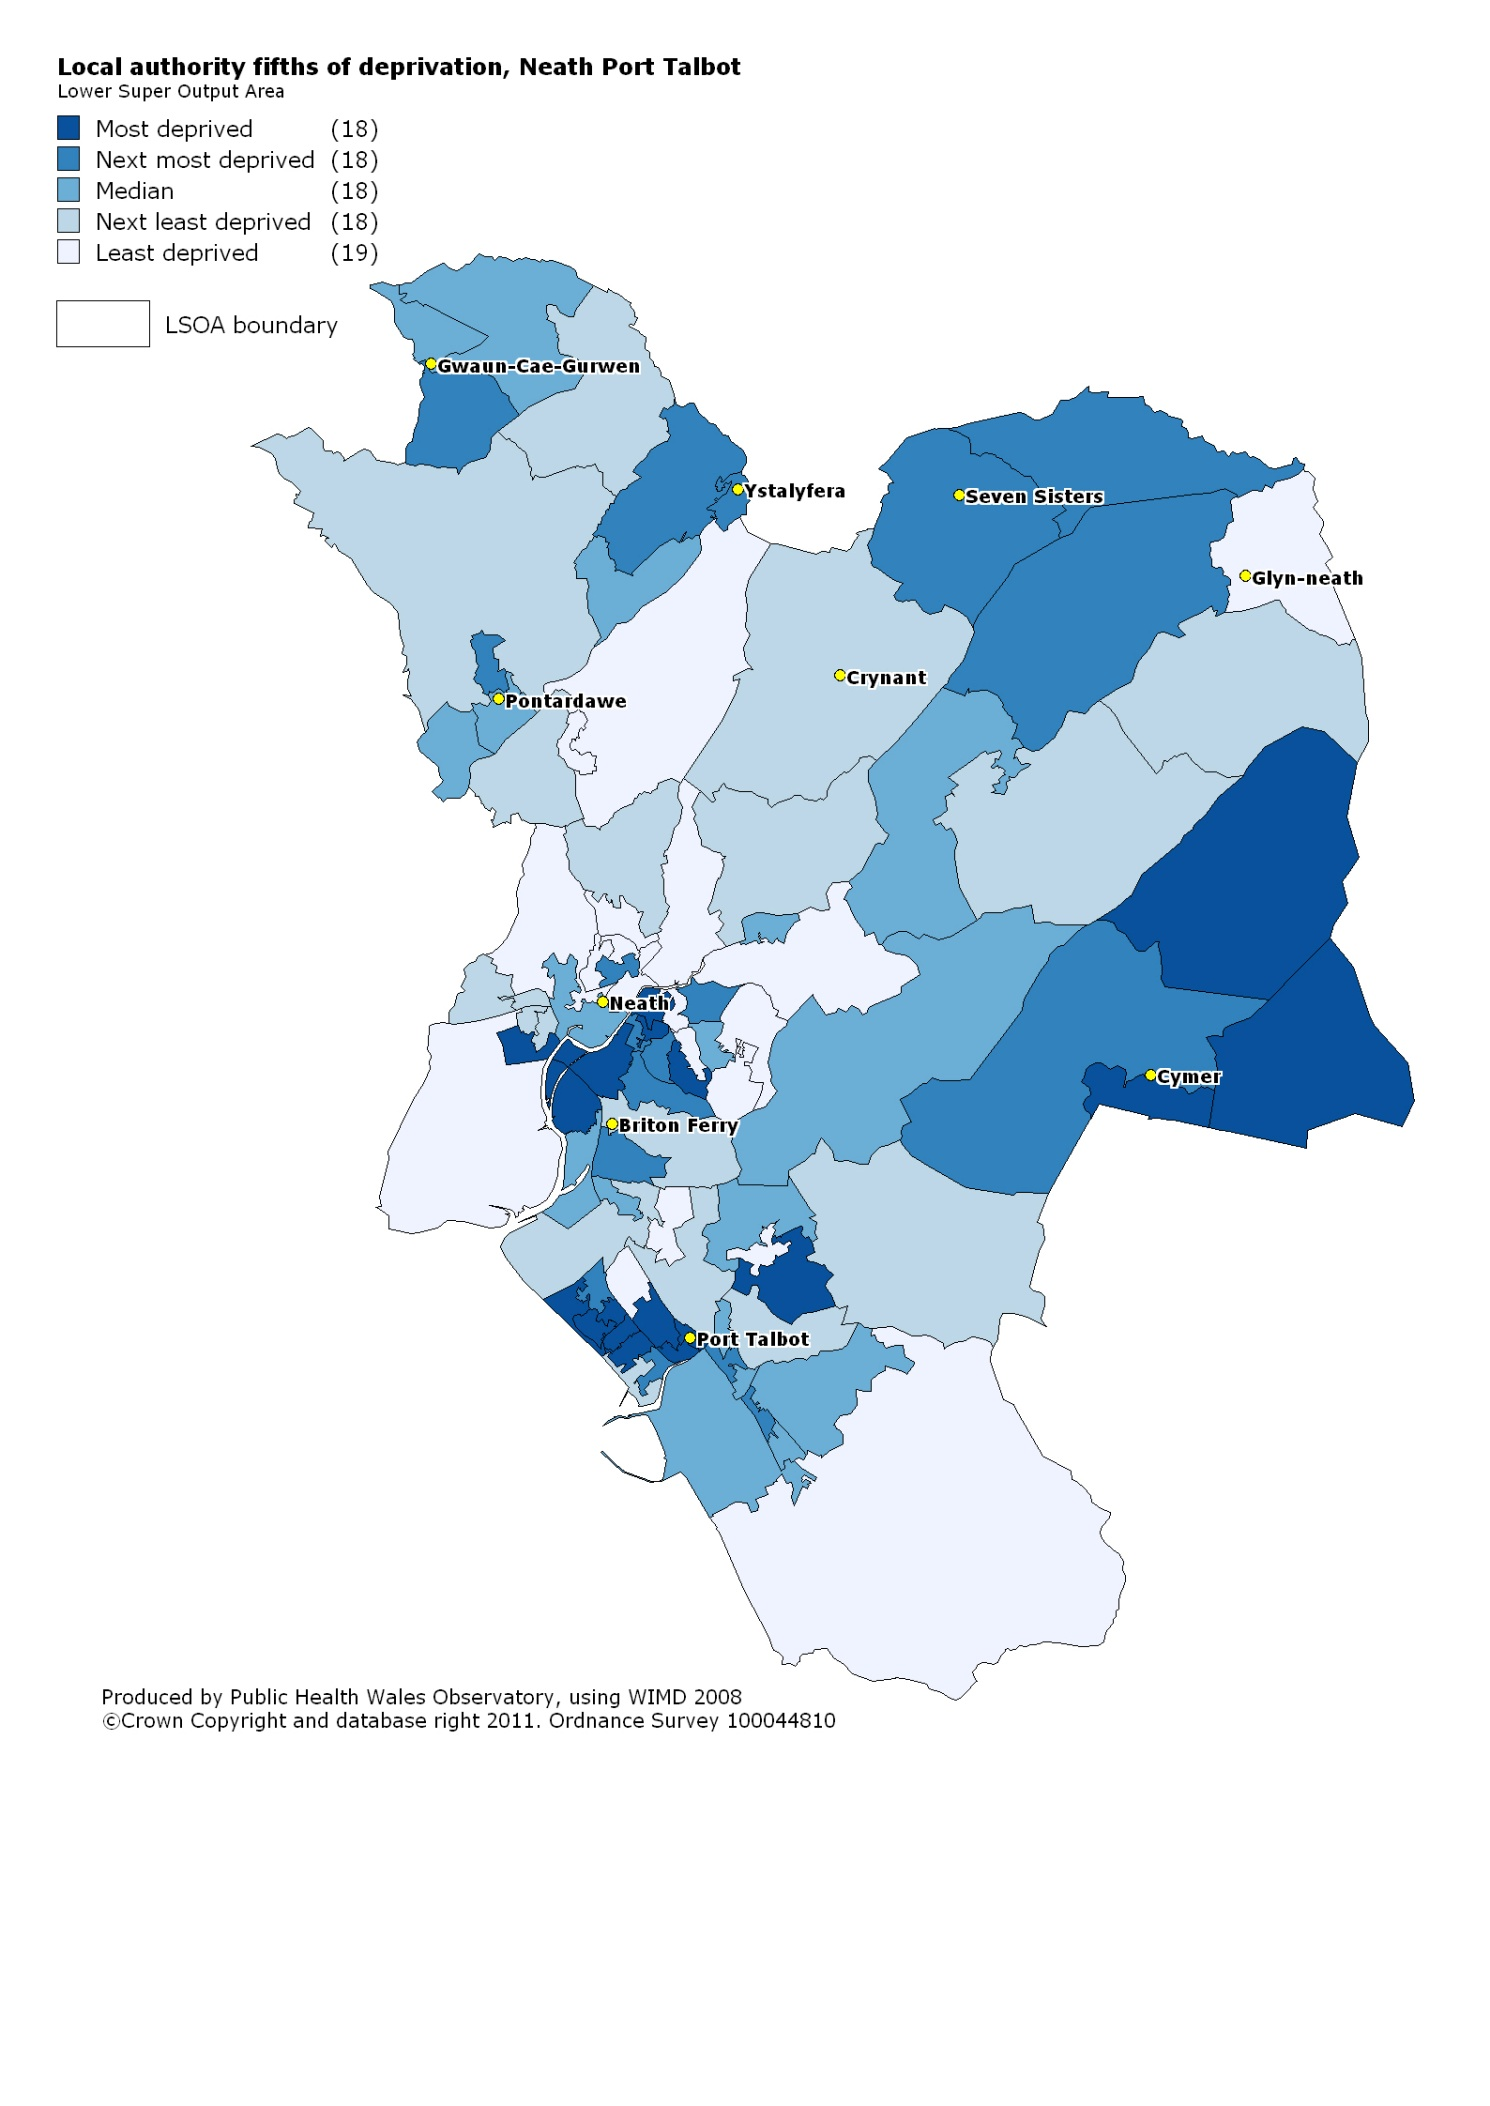 Local authority fifths of deprivation, Neath Port Talbot
Lower Super Output Area
Most deprived (18)
Next most deprived (18)
Median (18)
Next least deprived (18)
Least deprived (19)
LSOA boundary
Gwaun-Cae-Gurwen
Ystalyfera
Seven Sisters
Glyn-neath
Crynant
Pontardawe
Neath
Cymer
Briton Ferry
Port Talbot
Produced by Public Health Wales Observatory, using WIMD 2008
©Crown Copyright and database right 2011. Ordnance Survey 100044810